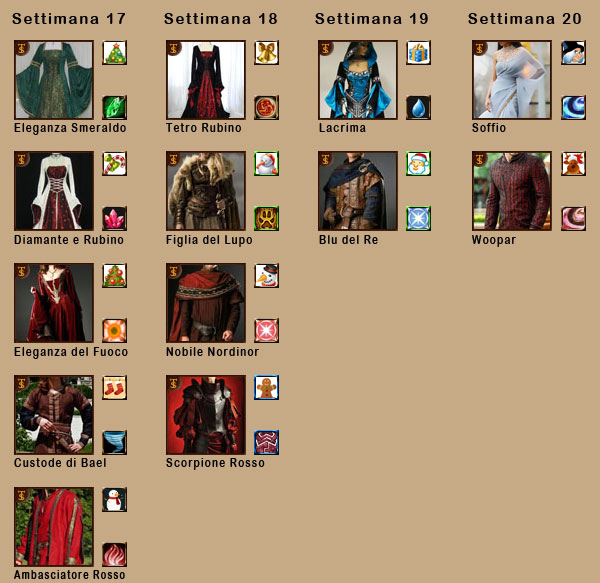 Settimana 17 Settimana 18 Settimana 19 Settimana 20
Eleganza Smeraldo Tetro Rubino Lacrima Soffio
Diamante e Rubino Figlia del Lupo Blu del Re Woopar
Eleganza del Fuoco Nobile Nordinor
Custode di Bael Scorpione Rosso
Ambasciatore Rosso